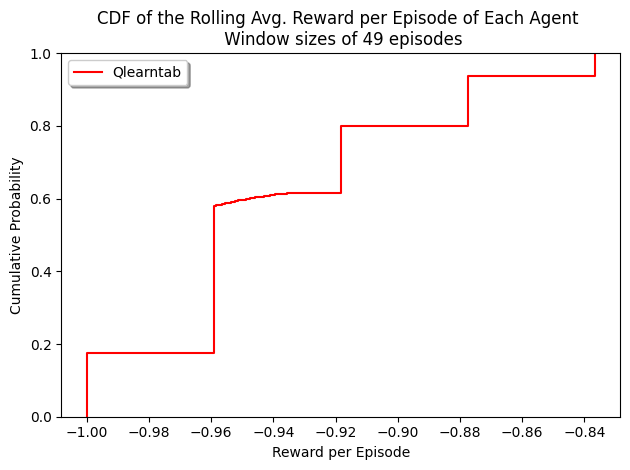 CDF of the Rolling Avg. Reward per Episode of Each Agent
Window sizes of 49 episodes
Qlearntab
1.0
0.8
0.6
0.4
0.2
0.0
Cumulative Probability
−1.00 −0.98 −0.96 −0.94 −0.92 −0.90 −0.88 −0.86 −0.84
Reward per Episode